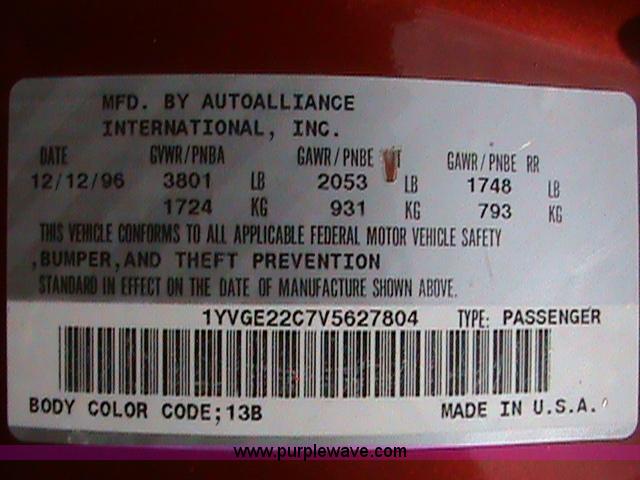 MFD. BY AUTOALLIANCE
INTERNATIONAL, INC.
DATE GVWR/PNBA GAWR/PNBE GAWR/PNBE RR
12/12/96 3801 LB 2053 LB 1748 LB
1724 KG 931 KG 793 KG
THIS VEHICLE CONFORMS TO ALL APPLICABLE FEDERAL MOTOR VEHICLE SAFETY
,BUMPER,AND THEFT PREVENTION
STANDARD IN EFFECT ON THE DATE OF MANUFACTURE SHOWN ABOVE.
1YVGE22C7V5627804 TYPE: PASSENGER
BODY COLOR CODE;13B MADE IN U.S.A.
www.purplewave.com